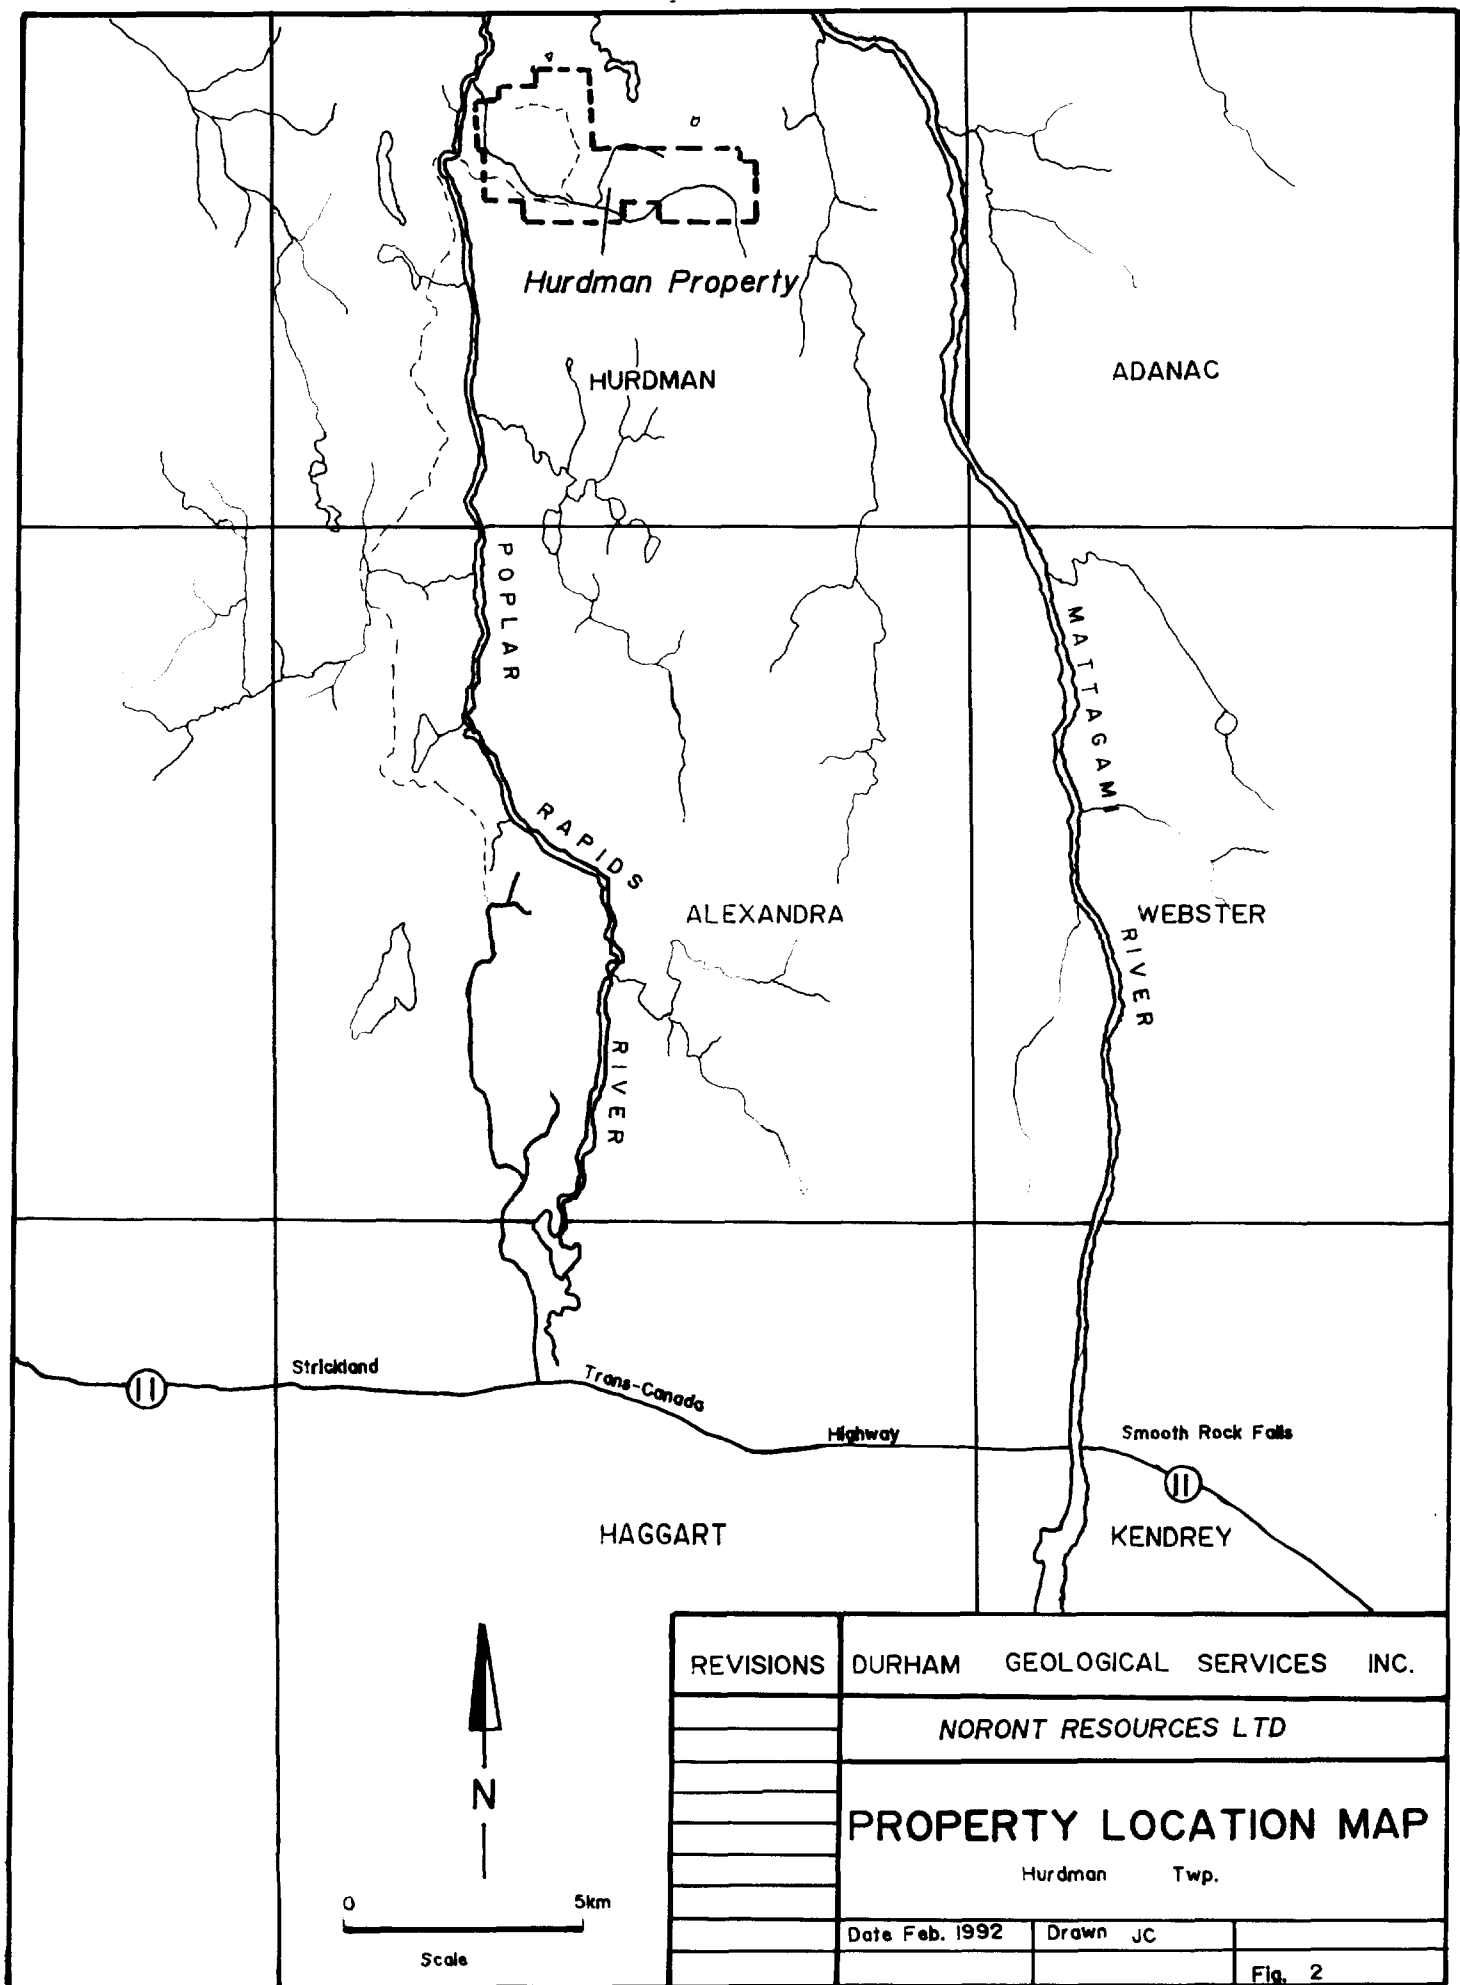 Hurdman Property
HURDMAN
ADANAC
POPLAR
MATTAGAMI
RAPIDS
ALEXANDRA
WEBSTER
RIVER
RIVER
Strickland
11
Trans-Canada
Highway
Smooth Rock Falls
11
HAGGART
KENDREY
REVISIONS
DURHAM GEOLOGICAL SERVICES INC.
NORONT RESOURCES LTD
N
PROPERTY LOCATION MAP
Hurdman Twp.
0 5km
Scale
Date Feb. 1992
Drawn JC
Fig. 2